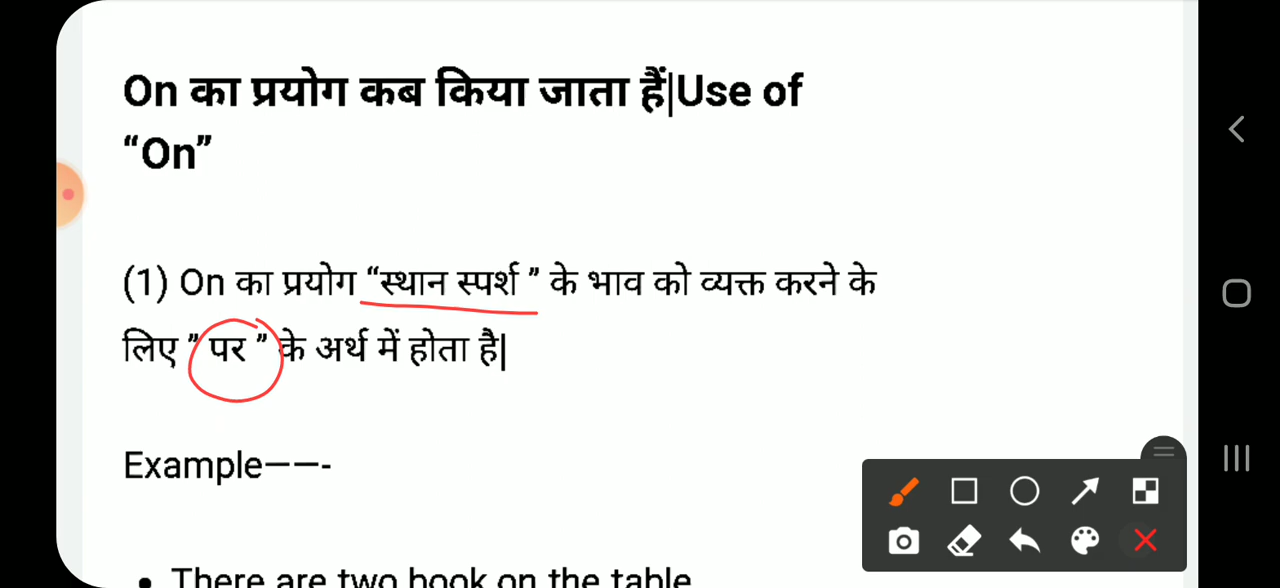 On का प्रयोग कब किया जाता हैं|Use of
“On”
(1) On का प्रयोग “स्थान स्पर्श ” के भाव को व्यक्त करने के
लिए ” पर ” के अर्थ में होता है|
Example——-
• There are two book on the table